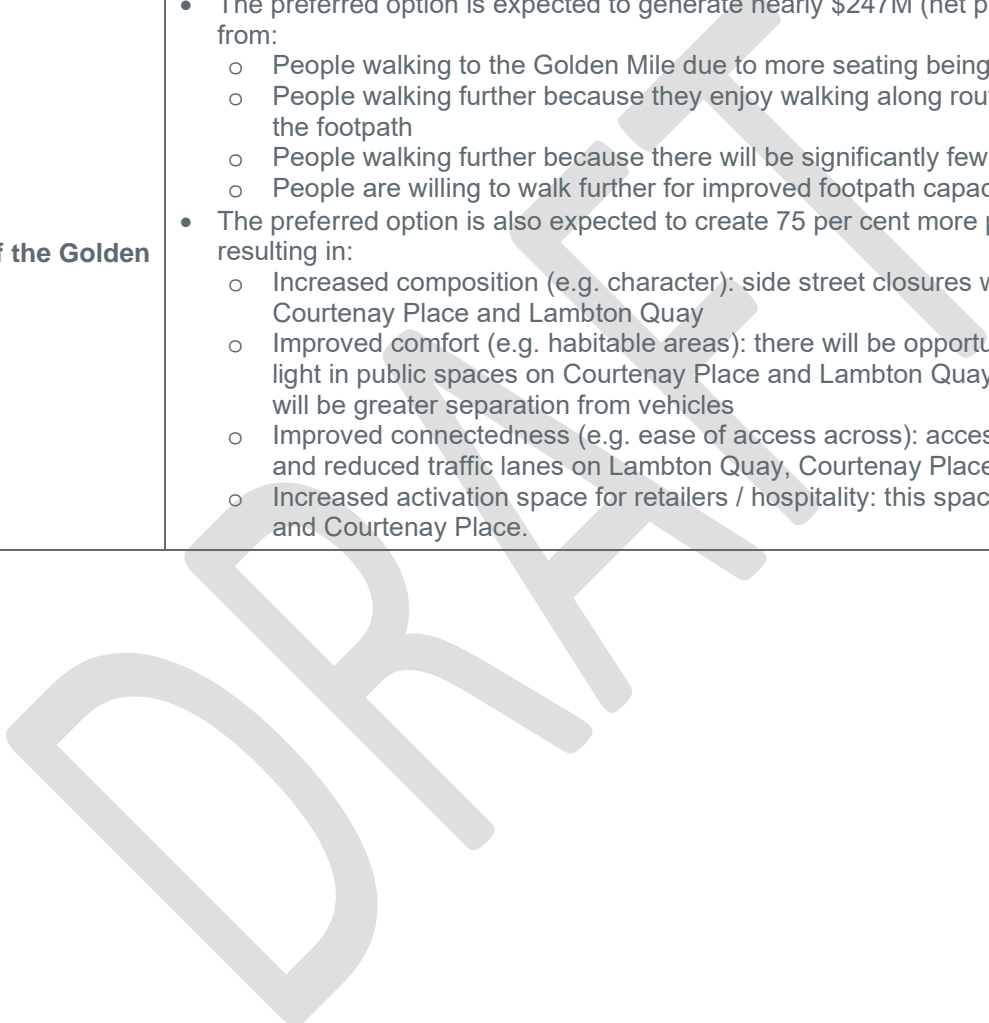 The preferred option is expected to generate nearly $247M (net p
from:
o People walking to the Golden Mile due to more seating being
o People walking further because they enjoy walking along rou
the footpath
o People walking further because there will be significantly few
o People are willing to walk further for improved footpath capac
• The preferred option is also expected to create 75 per cent more p
f the Golden
resulting in:
o Increased composition (e.g. character): side street closures w
Courtenay Place and Lambton Quay
o Improved comfort (e.g. habitable areas): there will be opportu
light in public spaces on Courtenay Place and Lambton Quay
will be greater separation from vehicles
o Improved connectedness (e.g. ease of access across): acces
and reduced traffic lanes on Lambton Quay, Courtenay Place
o Increased activation space for retailers / hospitality: this spac
and Courtenay Place.
DRAFT